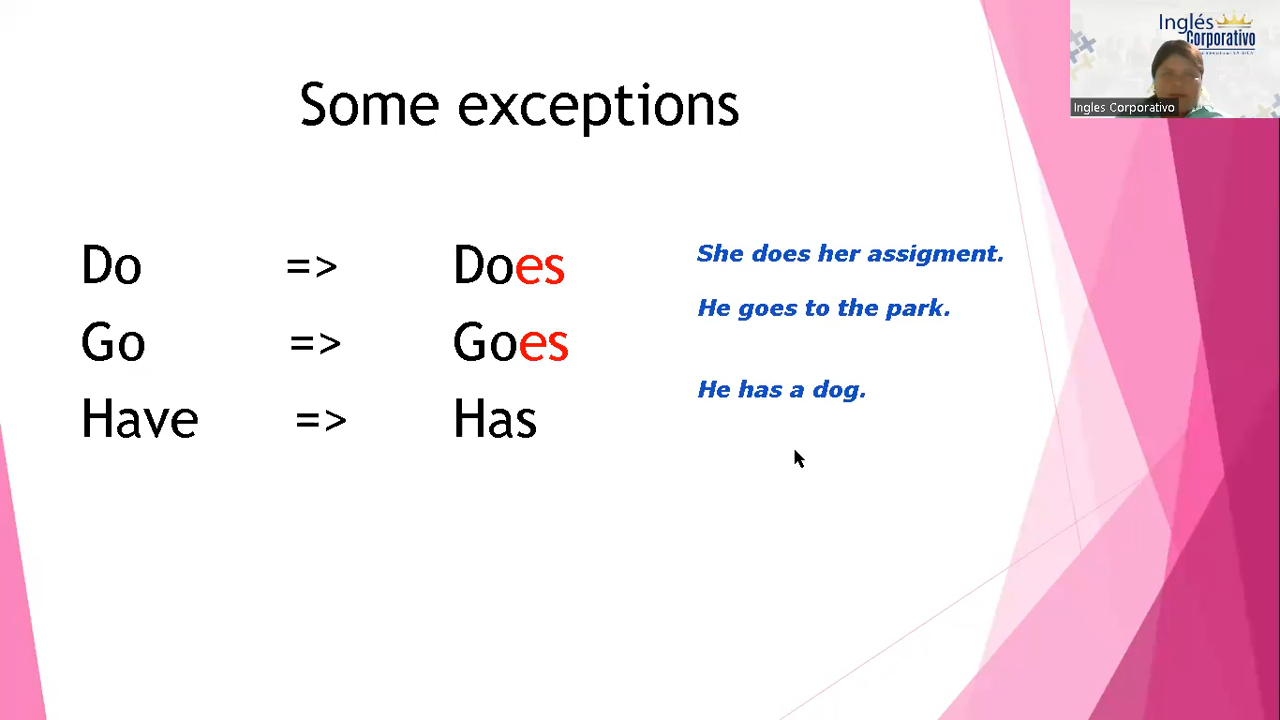 Some exceptions
Do => Does
She does her assigment.
He goes to the park.
Go => Goes
He has a dog.
Have => Has
Inglés
Corporativo
Ingles Corporativo